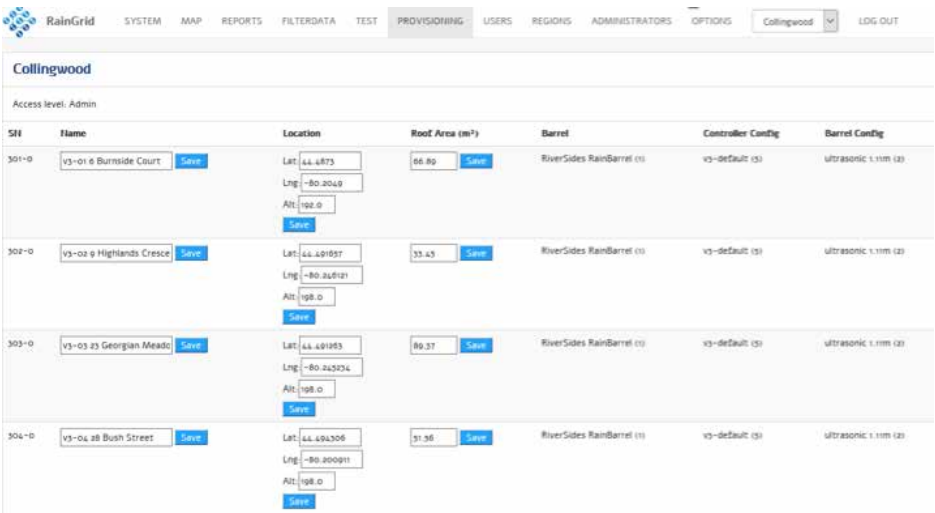 RainGrid SYSTEM MAP REPORTS FILTERDATA TEST PROVISIONING USERS REGIONS ADMINISTRATORS OPTIONS Collingwood LOG OUT
Collingwood
Access level: Admin
SN Name Location Roof Area (m²) Barrel Controller Config Barrel Config
301-0 v3-01 6 Burnside Court Save Lat: 44.4873 66.89 Save RiverSides RainBarrel (1) v3-default (5) ultrasonic 1.11m (2)
Lng: -80.2049
Alt: 192.0
Save
302-0 v3-02 9 Highlands Cresce Save Lat: 44.491657 33.43 Save RiverSides RainBarrel (1) v3-default (5) ultrasonic 1.11m (2)
Lng: -80.246121
Alt: 198.0
Save
303-0 v3-03 23 Georgian Meado Save Lat: 44.491263 89.37 Save RiverSides RainBarrel (1) v3-default (5) ultrasonic 1.11m (2)
Lng: -80.245234
Alt: 198.0
Save
304-0 v3-04 28 Bush Street Save Lat: 44.494306 51.56 Save RiverSides RainBarrel (1) v3-default (5) ultrasonic 1.11m (2)
Lng: -80.200911
Alt: 198.0
Save